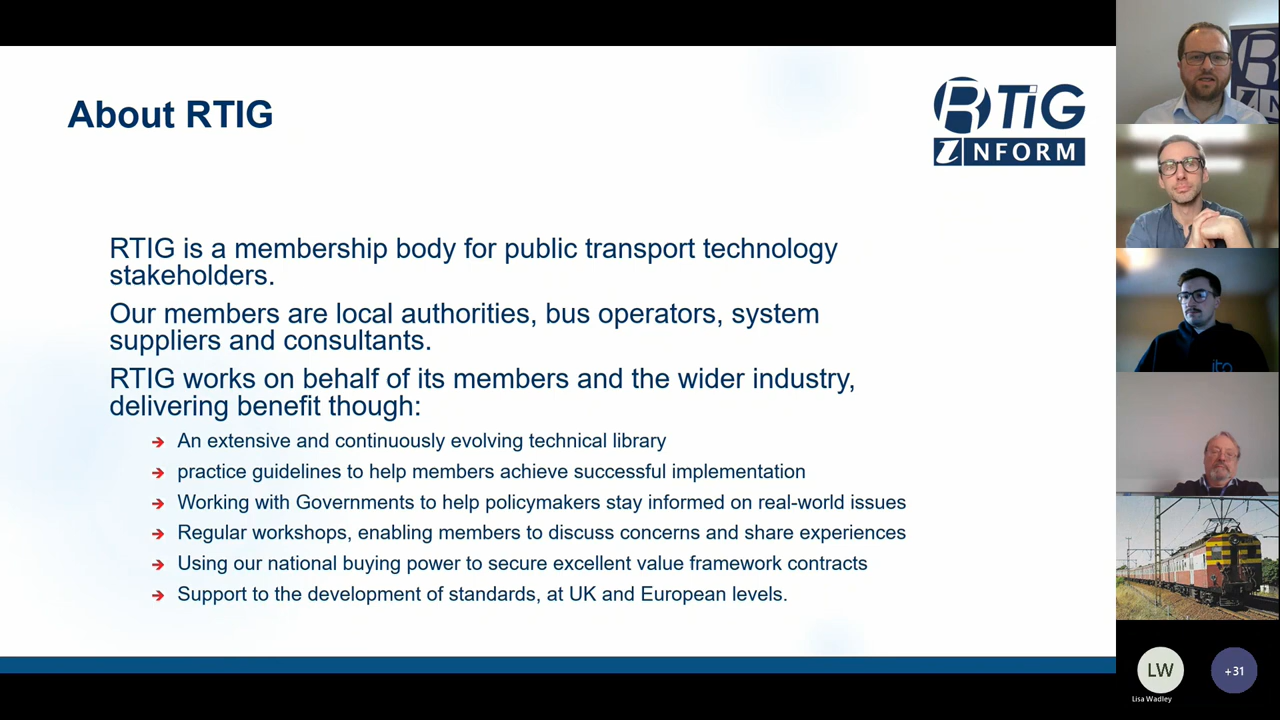 About RTIG
RTIG
iNFORM
RTIG is a membership body for public transport technology
stakeholders.
Our members are local authorities, bus operators, system
suppliers and consultants.
RTIG works on behalf of its members and the wider industry,
delivering benefit though:
→ An extensive and continuously evolving technical library
→ practice guidelines to help members achieve successful implementation
→ Working with Governments to help policymakers stay informed on real-world issues
→ Regular workshops, enabling members to discuss concerns and share experiences
→ Using our national buying power to secure excellent value framework contracts
→ Support to the development of standards, at UK and European levels.
ito
LW
+31
Lisa Wadley